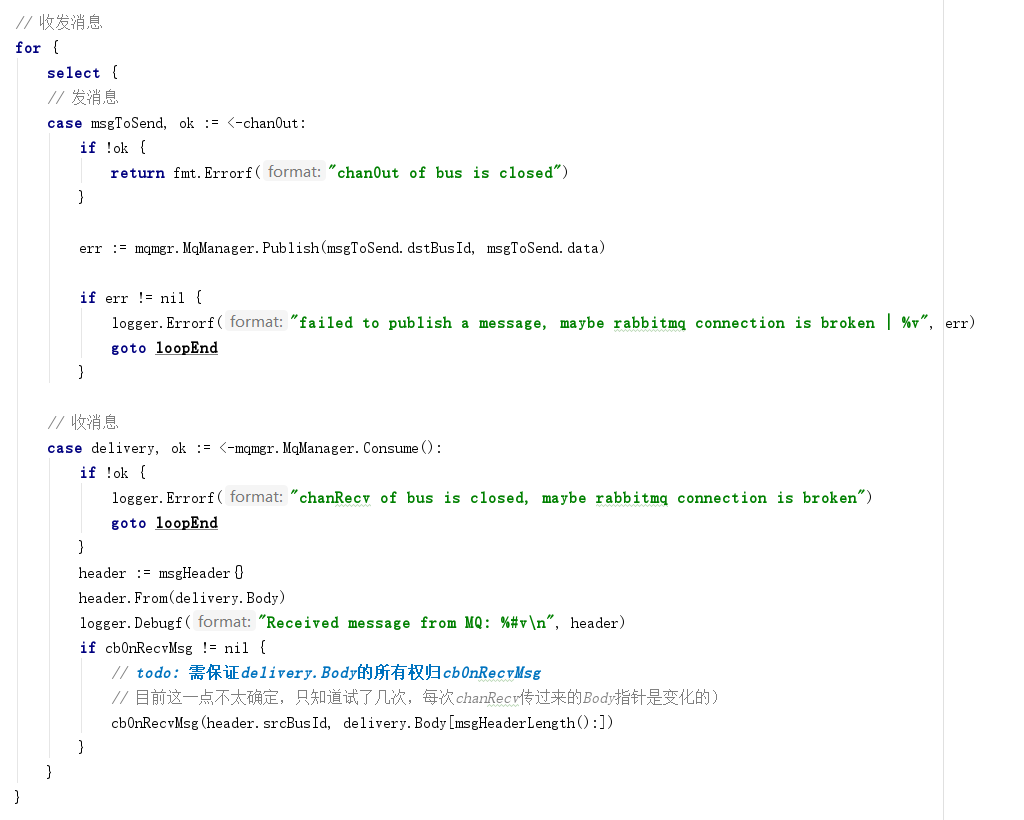 // 收发消息
for {
select {
// 发消息
case msgToSend, ok := <-chanOut:
if !ok {
return fmt.Errorf( format: "chanOut of bus is closed")
}
err := mqmgr.MqManager.Publish(msgToSend.dstBusId, msgToSend.data)
if err != nil {
logger.Errorf( format: "failed to publish a message, maybe rabbitmq connection is broken | %v", err)
goto loopEnd
}
// 收消息
case delivery, ok := <-mqmgr.MqManager.Consume():
if !ok {
logger.Errorf( format: "chanRecv of bus is closed, maybe rabbitmq connection is broken")
goto loopEnd
}
header := msgHeader{}
header.From(delivery.Body)
logger.Debugf( format: "Received message from MQ: %#v\n", header)
if cbOnRecvMsg != nil {
// todo: 需保证delivery.Body的所有权归cbOnRecvMsg
// 目前这一点不太确定, 只知道试了几次, 每次chanRecv传过来的Body指针是变化的)
cbOnRecvMsg(header.srcBusId, delivery.Body[msgHeaderLength():])
}
}
}